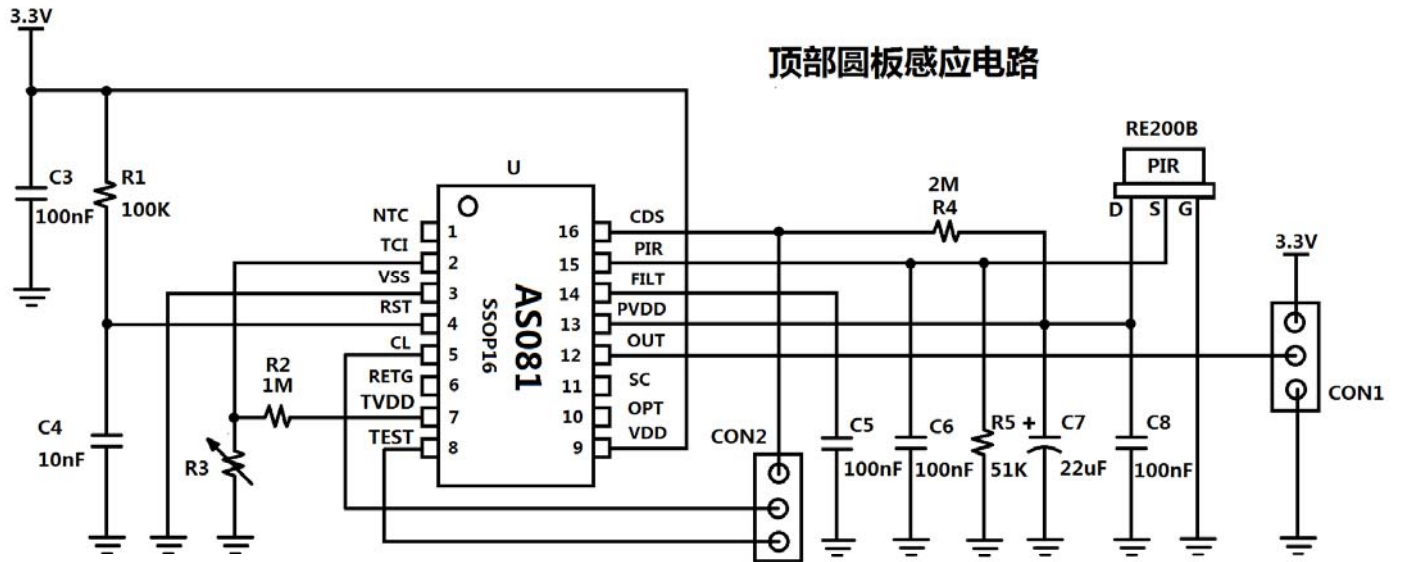 3.3V
顶部圆板感应电路
RE200B
PIR
D S G
C3
100nF
R1
100K
U
NTC
TCI
VSS
RST
CL
RETG
TVDD
TEST
1
2
3
4
5
6
7
8
AS081
SSOP16
16
15
14
13
12
11
10
9
CDS
PIR
FILT
PVDD
OUT
SC
OPT
VDD
2M
R4
3.3V
CON1
R2
1M
C4
10nF
R3
CON2
C5
100nF
C6
100nF
R5
51K
+
C7
22uF
C8
100nF